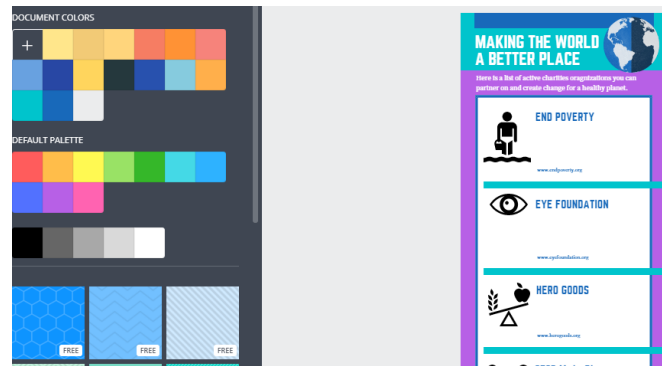 DOCUMENT COLORS
+
DEFAULT PALETTE
FREE
FREE
FREE
MAKING THE WORLD
A BETTER PLACE
Here is a list of active charities oragnizations you can
partner on and create change for a healthy planet.
END POVERTY
www.endpoverty.org
EYE FOUNDATION
www.eyefoundation.org
HERO GOODS
www.herogoods.org